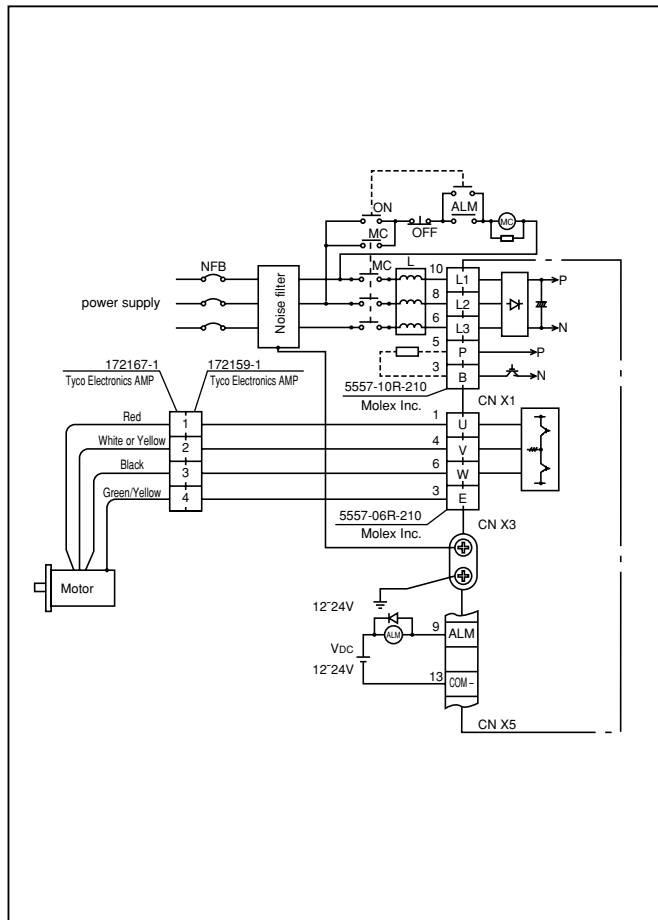 ON
ALM
MC
OFF
MC
NFB
MC
L
10
L1
P
power supply
Noise filter
8
L2
6
L3
N
5
P
P
3
B
N
172167-1
172159-1
Tyco Electronics AMP
Tyco Electronics AMP
5557-10R-210
Molex Inc.
CN X1
Red
1
1
U
White or Yellow
2
4
V
Black
3
6
W
Green/Yellow
4
3
E
5557-06R-210
Molex Inc.
CN X3
Motor
12~24V
ALM
9
ALM
VDC
12~24V
13
COM –
CN X5